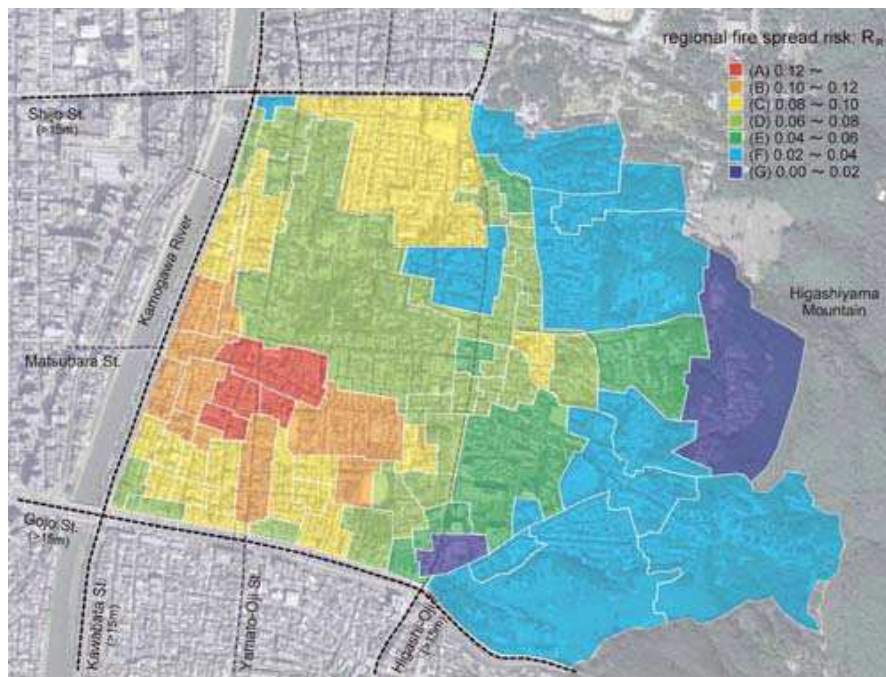 regional fire spread risk: R_R
(A) 0.12 ~
(B) 0.10 ~ 0.12
(C) 0.08 ~ 0.10
(D) 0.06 ~ 0.08
(E) 0.04 ~ 0.06
(F) 0.02 ~ 0.04
(G) 0.00 ~ 0.02
Shijo St.
(>15m)
Kamogawa River
Higashiyama
Mountain
Matsubara St.
Gojo St.
(>15m)
Kawabata St.
(>15m)
Yamato-Oji St.
Higashi-Oji
(>15m)